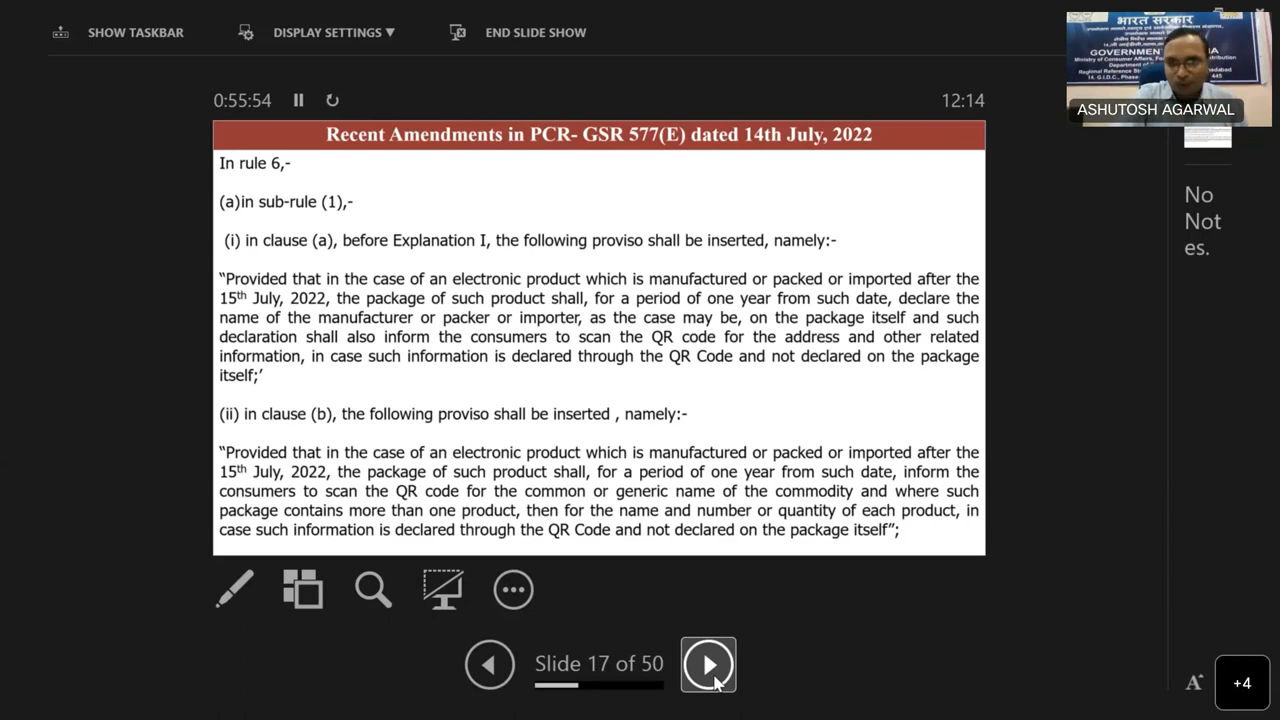 SHOW TASKBAR
DISPLAY SETTINGS ▼
END SLIDE SHOW
0:55:54
12:14
भारत सरकार
GOVERNMENT
Ministry of Consumer Affairs,
Regional Reference
14, G.I.D.C., Phase
ASHUTOSH AGARWAL
Recent Amendments in PCR- GSR 577(E) dated 14th July, 2022
In rule 6,-
(a)in sub-rule (1),-
(i) in clause (a), before Explanation I, the following proviso shall be inserted, namely:-
“Provided that in the case of an electronic product which is manufactured or packed or imported after the
15th July, 2022, the package of such product shall, for a period of one year from such date, declare the
name of the manufacturer or packer or importer, as the case may be, on the package itself and such
declaration shall also inform the consumers to scan the QR code for the address and other related
information, in case such information is declared through the QR Code and not declared on the package
itself;’
(ii) in clause (b), the following proviso shall be inserted , namely:-
“Provided that in the case of an electronic product which is manufactured or packed or imported after the
15th July, 2022, the package of such product shall, for a period of one year from such date, inform the
consumers to scan the QR code for the common or generic name of the commodity and where such
package contains more than one product, then for the name and number or quantity of each product, in
case such information is declared through the QR Code and not declared on the package itself”;
No
Not
es.
Slide 17 of 50
A
+4